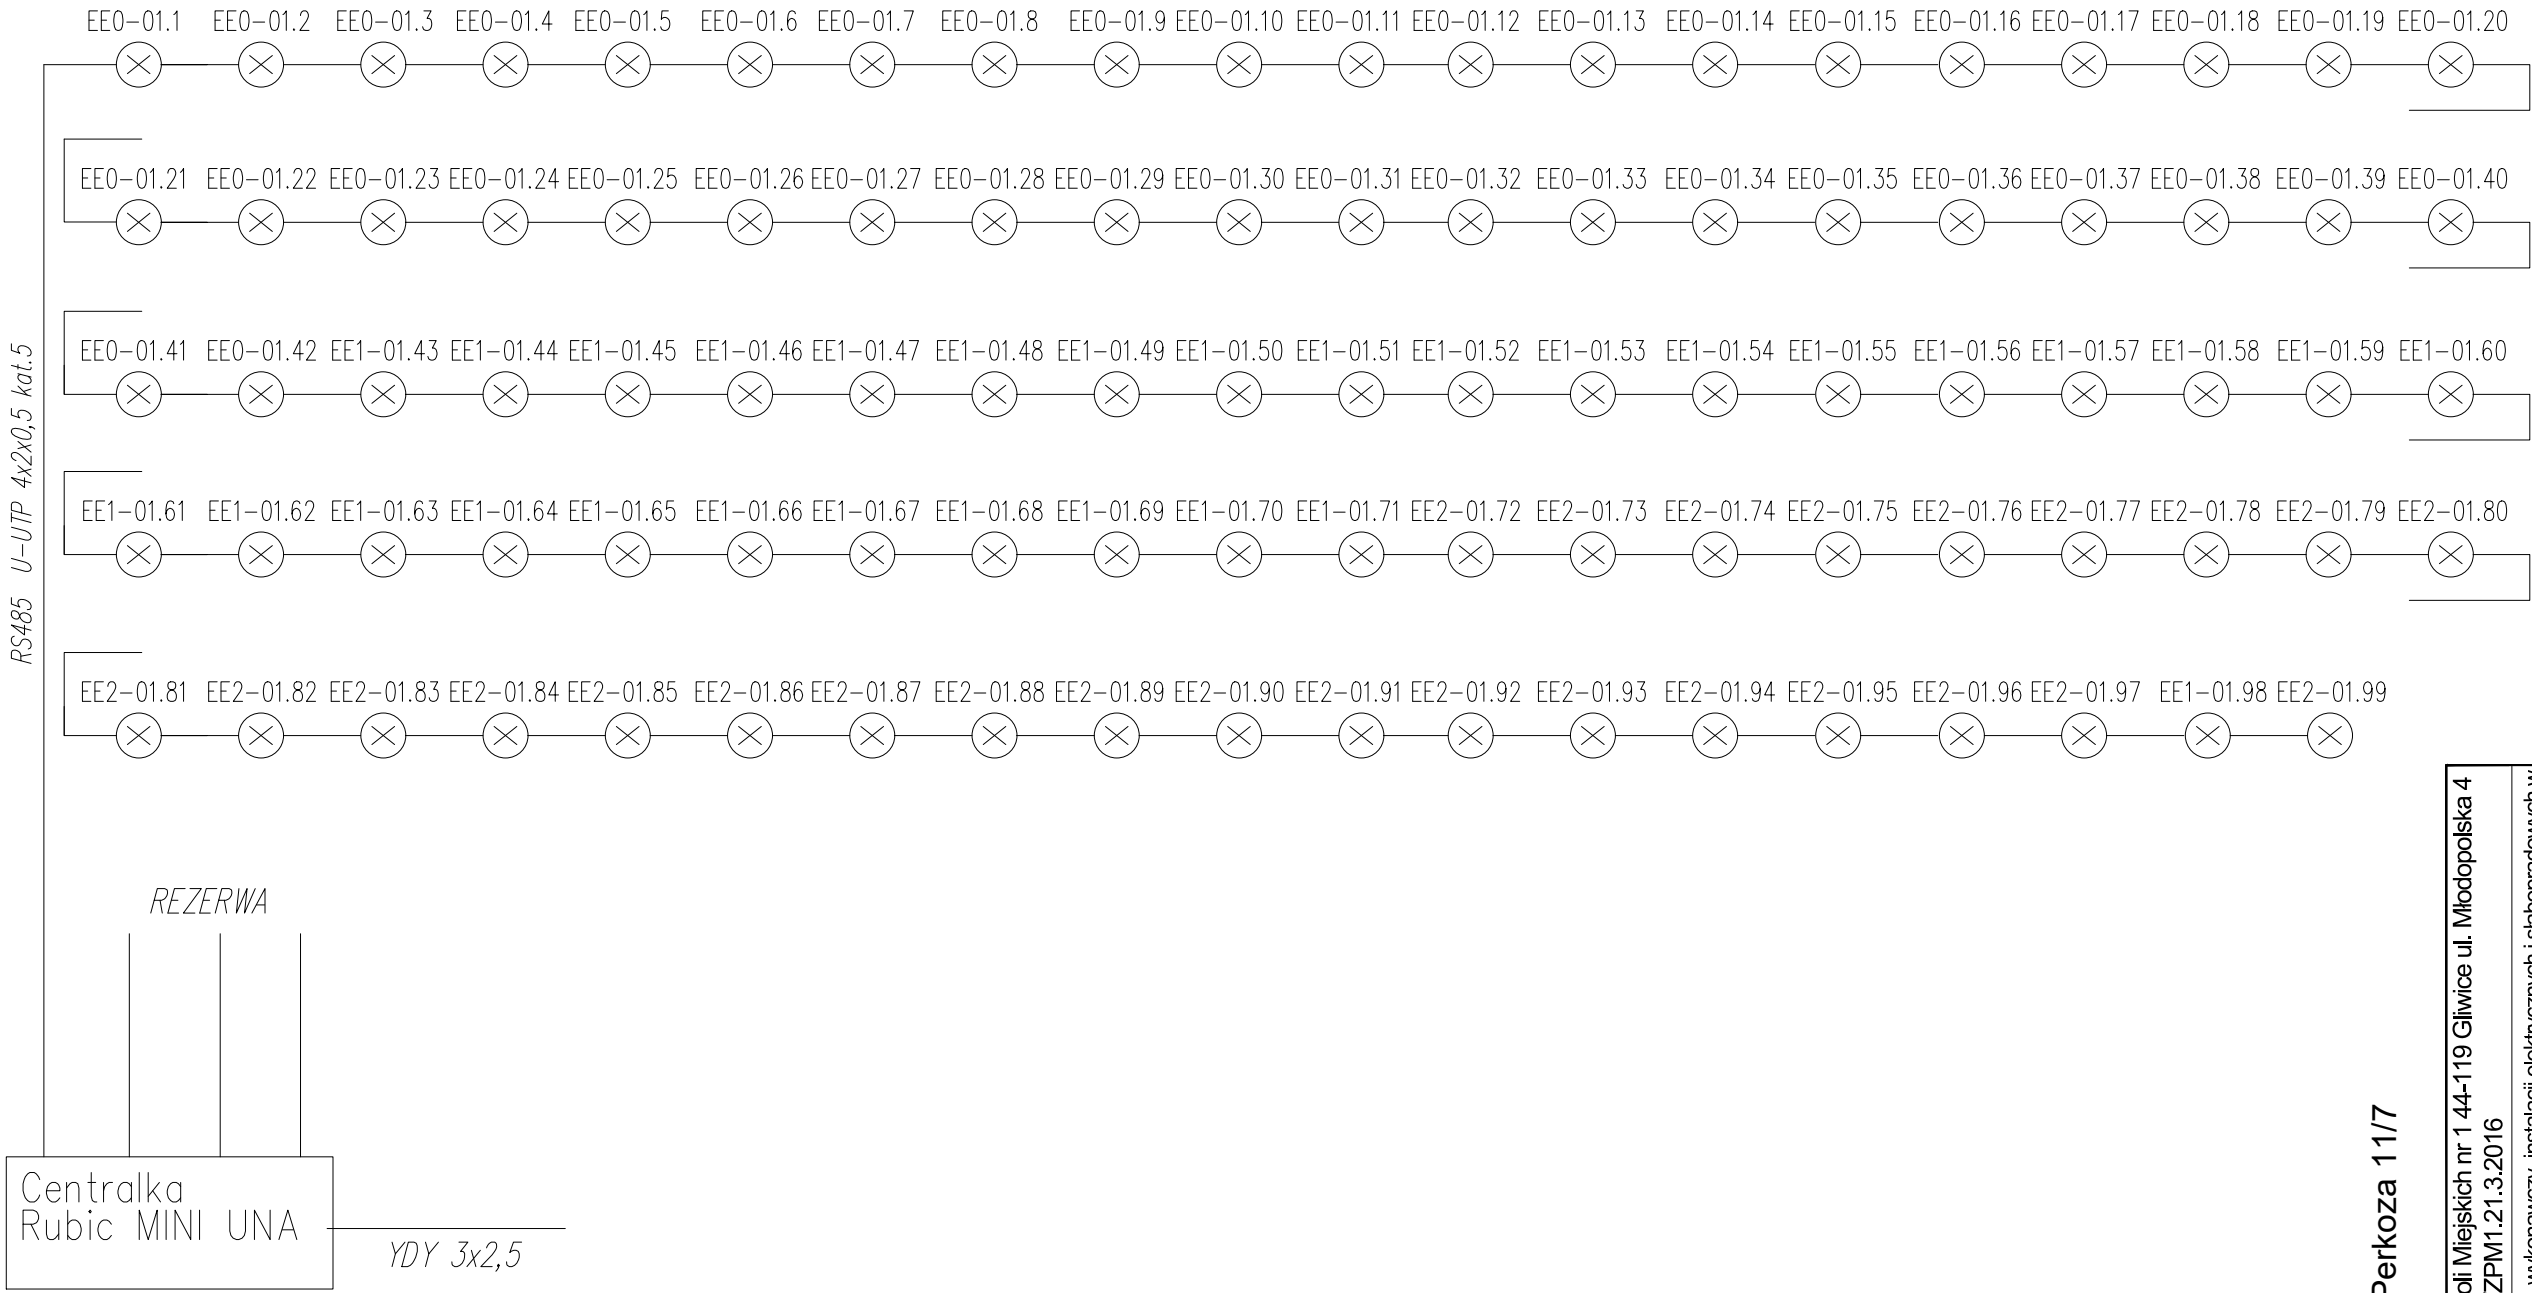 EE0-01.1 EE0-01.2 EE0-01.3 EE0-01.4 EE0-01.5 EE0-01.6 EE0-01.7 EE0-01.8 EE0-01.9 EE0-01.10 EE0-01.11 EE0-01.12 EE0-01.13 EE0-01.14 EE0-01.15 EE0-01.16 EE0-01.17 EE0-01.18 EE0-01.19 EE0-01.20
EE0-01.21 EE0-01.22 EE0-01.23 EE0-01.24 EE0-01.25 EE0-01.26 EE0-01.27 EE0-01.28 EE0-01.29 EE0-01.30 EE0-01.31 EE0-01.32 EE0-01.33 EE0-01.34 EE0-01.35 EE0-01.36 EE0-01.37 EE0-01.38 EE0-01.39 EE0-01.40
EE0-01.41 EE0-01.42 EE1-01.43 EE1-01.44 EE1-01.45 EE1-01.46 EE1-01.47 EE1-01.48 EE1-01.49 EE1-01.50 EE1-01.51 EE1-01.52 EE1-01.53 EE1-01.54 EE1-01.55 EE1-01.56 EE1-01.57 EE1-01.58 EE1-01.59 EE1-01.60
EE1-01.61 EE1-01.62 EE1-01.63 EE1-01.64 EE1-01.65 EE1-01.66 EE1-01.67 EE1-01.68 EE1-01.69 EE1-01.70 EE1-01.71 EE2-01.72 EE2-01.73 EE2-01.74 EE2-01.75 EE2-01.76 EE2-01.77 EE2-01.78 EE2-01.79 EE2-01.80
EE2-01.81 EE2-01.82 EE2-01.83 EE2-01.84 EE2-01.85 EE2-01.86 EE2-01.87 EE2-01.88 EE2-01.89 EE2-01.90 EE2-01.91 EE2-01.92 EE2-01.93 EE2-01.94 EE2-01.95 EE2-01.96 EE2-01.97 EE1-01.98 EE2-01.99
RS485 U-UTP 4x2x0,5 kat.5
REZERWA
Centralka
Rubic MINI UNA
YDY 3x2,5
Perkoza 11/7
oli Miejskich nr 1 44-119 Gliwice ul. Młodopolska 4
ZPM1.21.3.2016